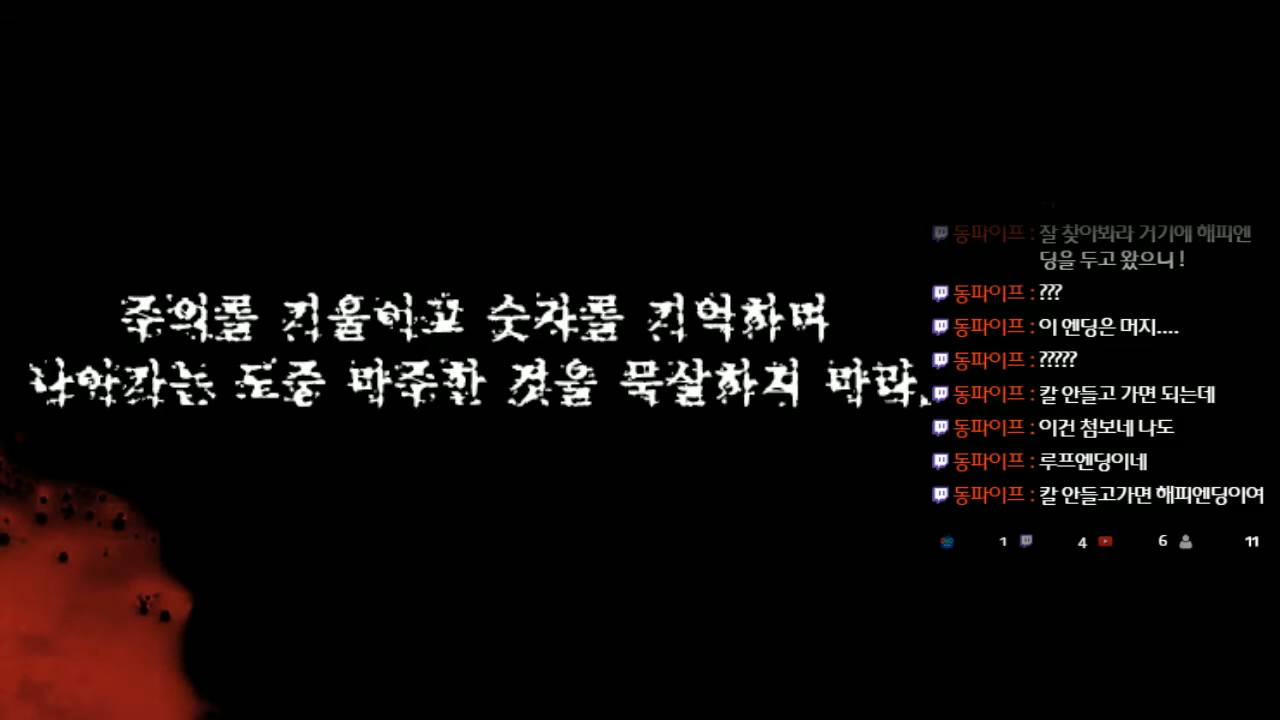 주의를 기울이고 숫자를 기억하며
나아가는 도중 마주한 것을 묵살하지 마라.
동파이프 : 잘 찾아봐라 거기에 해피엔
딩을 두고 왔으니 !
동파이프 : ???
동파이프 : 이 엔딩은 머지....
동파이프 : ?????
동파이프 : 칼 안들고 가면 되는데
동파이프 : 이건 첨보네 나도
동파이프 : 루프엔딩이네
동파이프 : 칼 안들고가면 해피엔딩이여
1 4 6 11